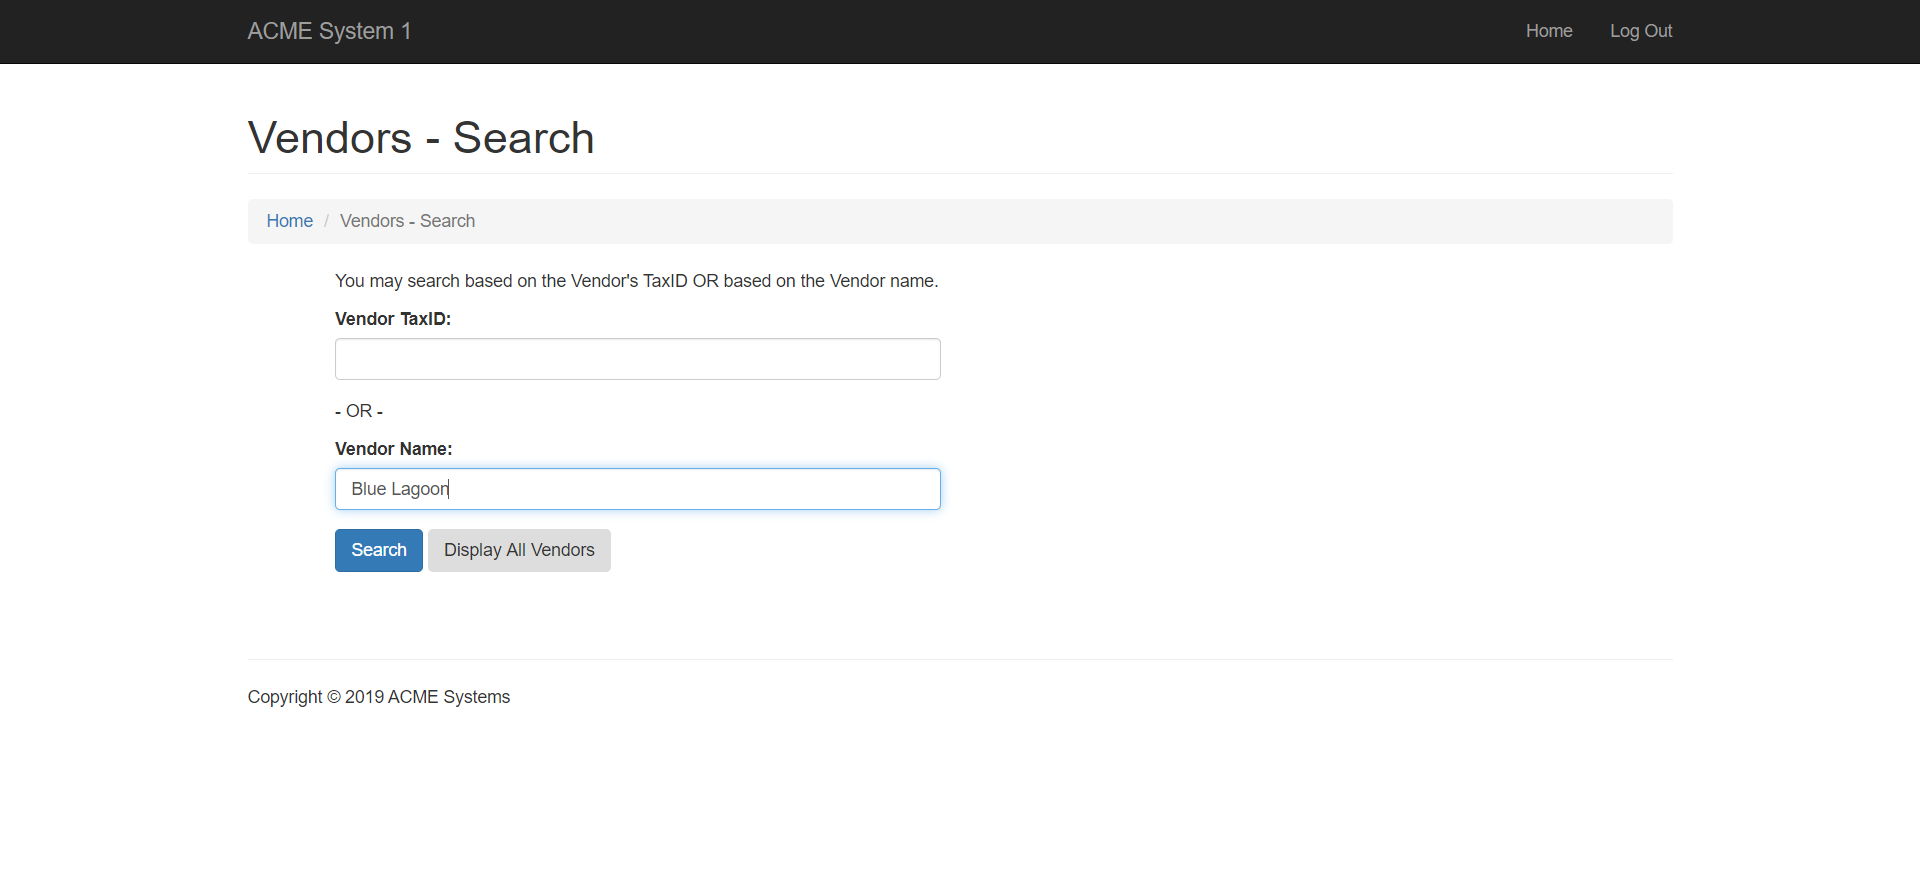 ACME System 1
Home
Log Out
Vendors - Search
Home / Vendors - Search
You may search based on the Vendor's TaxID OR based on the Vendor name.
Vendor TaxID:
- OR -
Vendor Name:
Blue Lagoon
Search
Display All Vendors
Copyright © 2019 ACME Systems